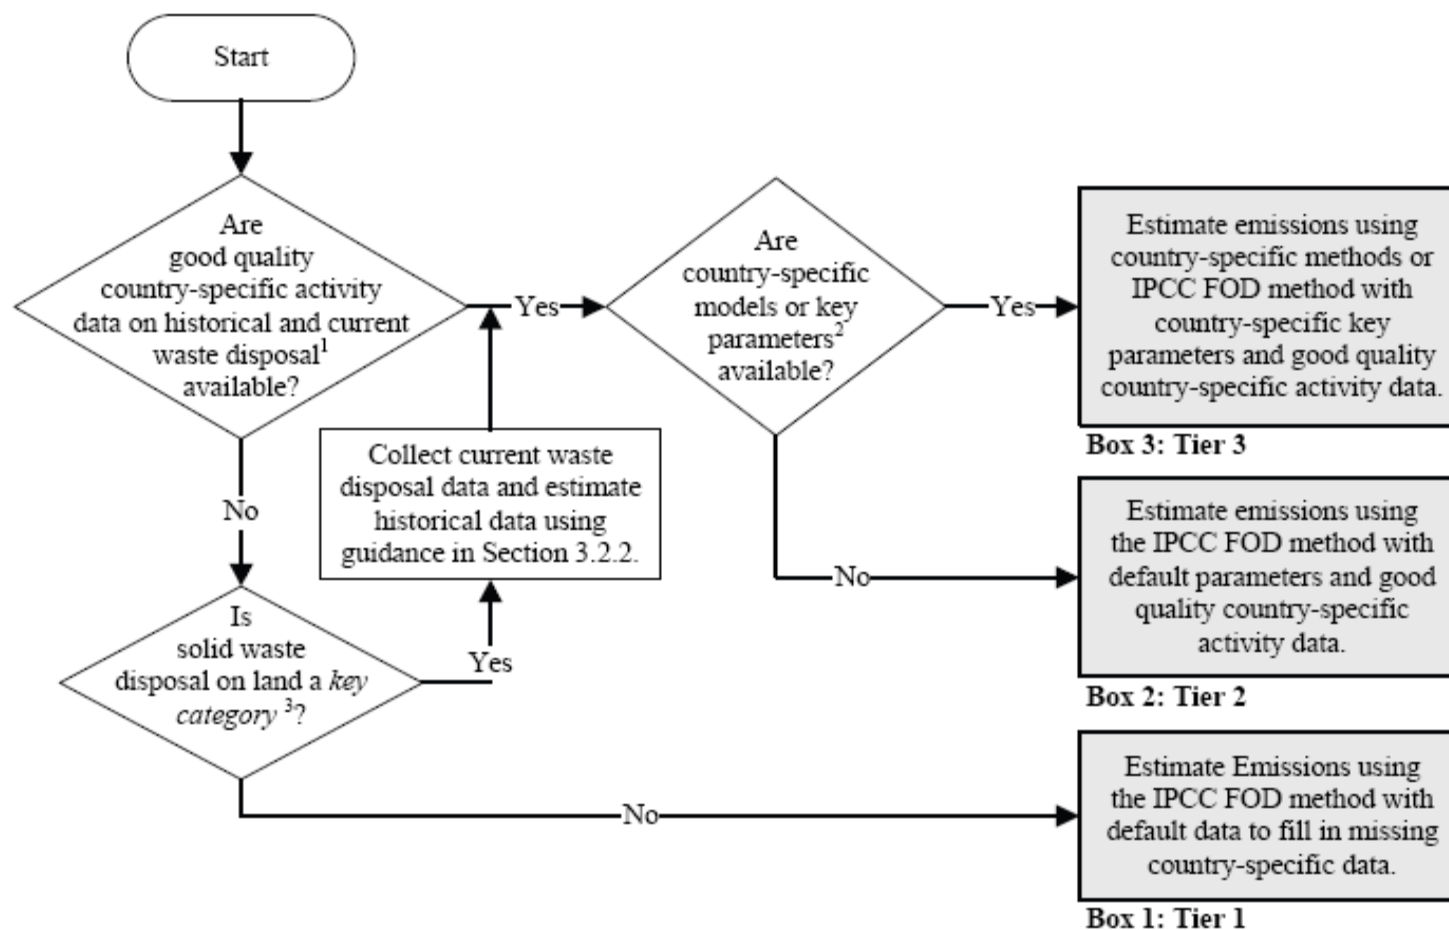 Start
Are
good quality
country-specific activity
data on historical and current
waste disposal¹
available?
Yes
Are
country-specific
models or key
parameters²
available?
Yes
Estimate emissions using
country-specific methods or
IPCC FOD method with
country-specific key
parameters and good quality
country-specific activity data.
Box 3: Tier 3
No
Collect current waste
disposal data and estimate
historical data using
guidance in Section 3.2.2.
No
Estimate emissions using
the IPCC FOD method with
default parameters and good
quality country-specific
activity data.
Box 2: Tier 2
Is
solid waste
disposal on land a key
category ³?
Yes
No
Estimate Emissions using
the IPCC FOD method with
default data to fill in missing
country-specific data.
Box 1: Tier 1